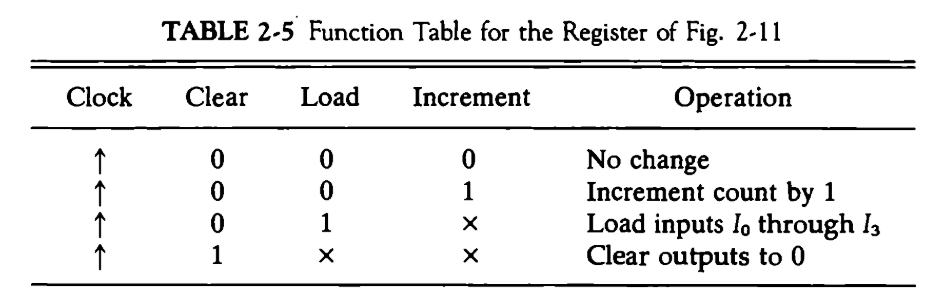 TABLE 2-5 Function Table for the Register of Fig. 2-11
Clock Clear Load Increment Operation
↑ 0 0 0 No change
↑ 0 0 1 Increment count by 1
↑ 0 1 × Load inputs I₀ through I₃
↑ 1 × × Clear outputs to 0